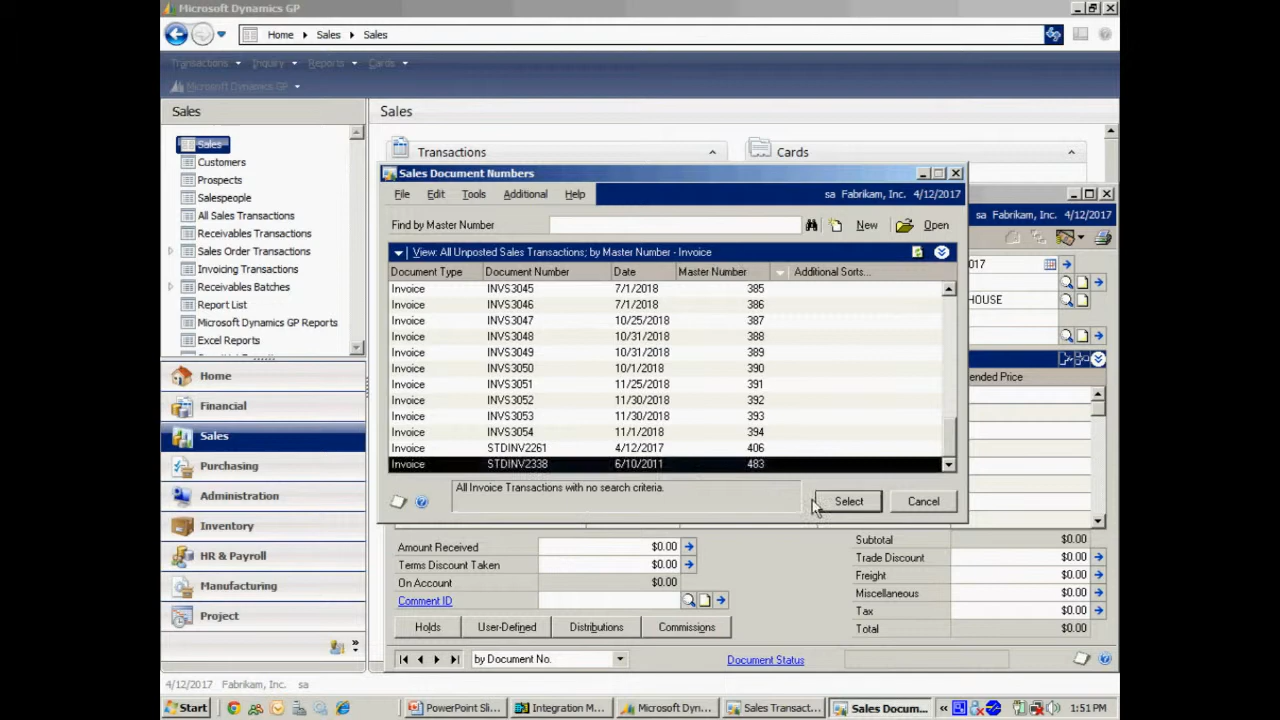 Microsoft Dynamics GP
Home Sales Sales
Transactions Inquiry Reports Cards
Microsoft Dynamics GP
Sales
Sales
Customers
Prospects
Salespeople
All Sales Transactions
Receivables Transactions
Sales Order Transactions
Invoicing Transactions
Receivables Batches
Report List
Microsoft Dynamics GP Reports
Excel Reports
Home
Financial
Sales
Purchasing
Administration
Inventory
HR & Payroll
Manufacturing
Project
Sales
Transactions
Cards
Sales Document Numbers
File Edit Tools Additional Help
sa Fabrikam, Inc. 4/12/2017
sa Fabrikam, Inc. 4/12/2017
Find by Master Number
New
Open
017
HOUSE
ended Price
View: All Unposted Sales Transactions; by Master Number - Invoice
Document Type Document Number Date Master Number Additional Sorts...
Invoice INVS3045 7/1/2018 385
Invoice INVS3046 7/1/2018 386
Invoice INVS3047 10/25/2018 387
Invoice INVS3048 10/31/2018 388
Invoice INVS3049 10/31/2018 389
Invoice INVS3050 10/1/2018 390
Invoice INVS3051 11/25/2018 391
Invoice INVS3052 11/30/2018 392
Invoice INVS3053 11/30/2018 393
Invoice INVS3054 11/1/2018 394
Invoice STDINV2261 4/12/2017 406
Invoice STDINV2338 6/10/2011 483
All Invoice Transactions with no search criteria.
Select
Cancel
Amount Received $0.00
Terms Discount Taken $0.00
On Account $0.00
Comment ID
Holds User-Defined Distributions Commissions
Subtotal $0.00
Trade Discount $0.00
Freight $0.00
Miscellaneous $0.00
Tax $0.00
Total $0.00
by Document No.
Document Status
4/12/2017 Fabrikam, Inc. sa
Start
PowerPoint Sli...
Integration M...
Microsoft Dyn...
Sales Transact...
Sales Docum...
1:51 PM